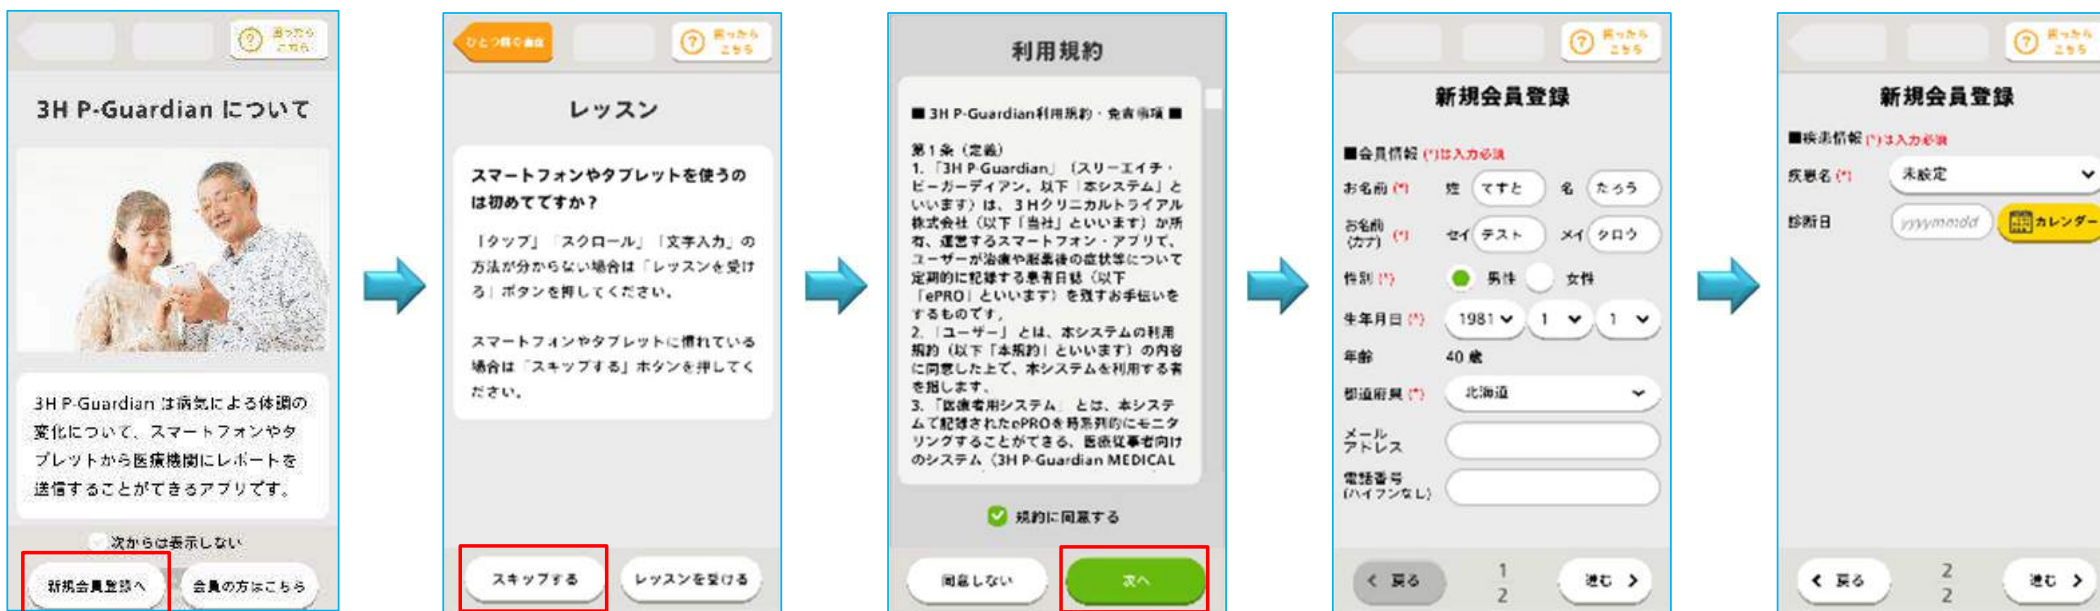 困ったら
こちら
3H P-Guardian について
3H P-Guardian は病気による体調の
変化について、スマートフォンやタ
ブレットから医療機関にレポートを
送信することができるアプリです。
次からは表示しない
新規会員登録へ
会員の方はこちら
ひとつ前の画面
困ったら
こちら
レッスン
スマートフォンやタブレットを使うの
は初めてですか？
「タップ」「スクロール」「文字入力」の
方法が分からない場合は「レッスンを受け
る」ボタンを押してください。
スマートフォンやタブレットに慣れている
場合は「スキップする」ボタンを押してく
ださい。
スキップする
レッスンを受ける
利用規約
■ 3H P-Guardian利用規約・免責事項 ■
第1条（定義）
1. 「3H P-Guardian」（スリーエイチ・
ピーガーディアン。以下「本システム」と
いいます）は、3Hクリニカルトライアル
株式会社（以下「当社」といいます）が所
有、運営するスマートフォン・アプリで、
ユーザーが治療や服薬後の症状等について
定期的に記録する患者日誌（以下
「ePRO」といいます）を残すお手伝いを
するものです。
2. 「ユーザー」とは、本システムの利用
規約（以下「本規約」といいます）の内容
に同意した上で、本システムを利用する者
を指します。
3. 「医療者用システム」とは、本システ
ムで記録されたePROを時系列的にモニタ
リングすることができる、医療従事者向け
のシステム（3H P-Guardian MEDICAL
規約に同意する
同意しない
次へ
困ったら
こちら
新規会員登録
■会員情報 (*)は入力必須
お名前 (*) 姓 てすと 名 たろう
お名前
(カナ) (*) セイ テスト メイ タロウ
性別 (*) 男性 女性
生年月日 (*) 1981 1 1
年齢 40 歳
都道府県 (*) 北海道
メール
アドレス
電話番号
(ハイフンなし)
< 戻る
1
2
進む >
困ったら
こちら
新規会員登録
■疾患情報 (*)は入力必須
疾患名 (*) 未設定
診断日 yyyymmdd カレンダー
< 戻る
2
2
進む >